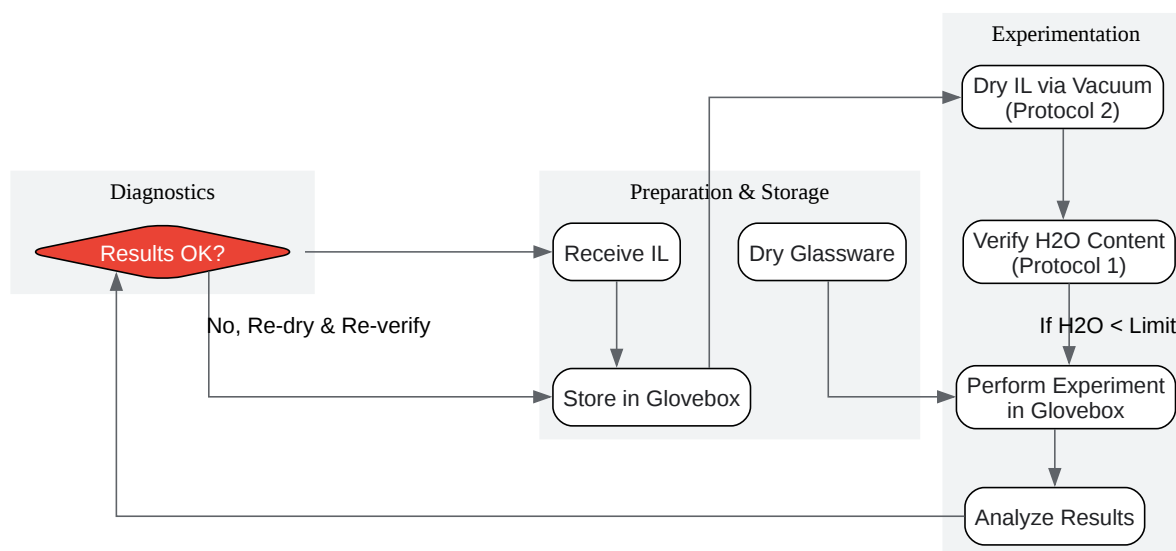 Experimentation
Dry IL via Vacuum
(Protocol 2)
Diagnostics
Preparation & Storage
Results OK?
Receive IL
Dry Glassware
Verify H2O Content
(Protocol 1)
No, Re-dry & Re-verify
If H2O < Limit
Store in Glovebox
Perform Experiment
in Glovebox
Analyze Results